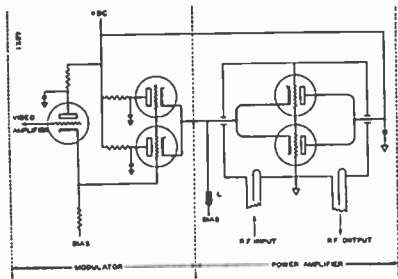 +DC
VIDEO
AMPLIFIER
L
BIAS
BIAS
RF INPUT
RF OUTPUT
MODULATOR
POWER AMPLIFIER